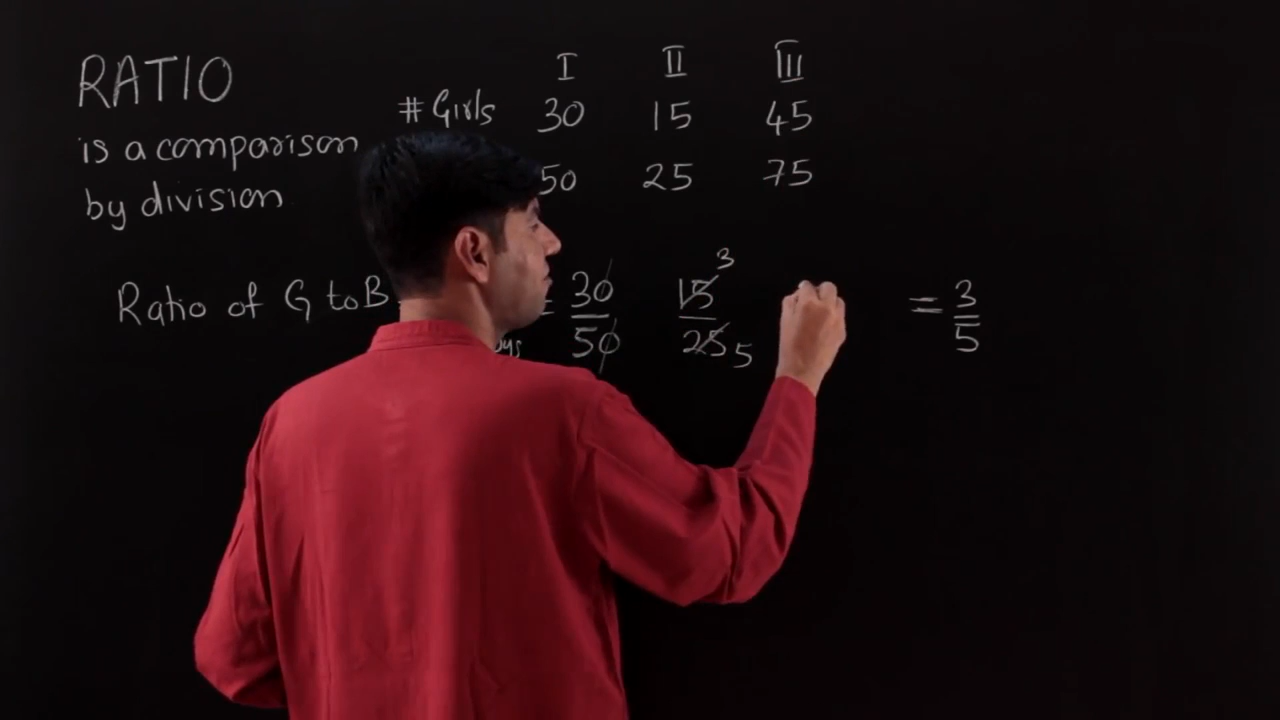 RATIO
is a comparison
by division
I II III
# Girls 30 15 45
50 25 75
Ratio of G to B = 30/50 15/25 3 5 = 3/5